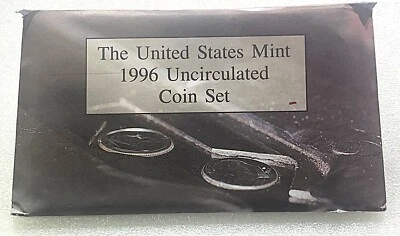 The United States Mint
1996 Uncirculated
Coin Set